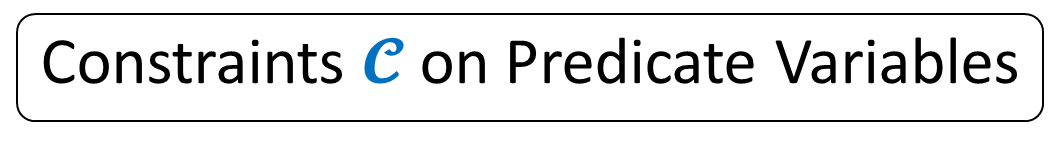 Constraints 𝓒 on Predicate Variables